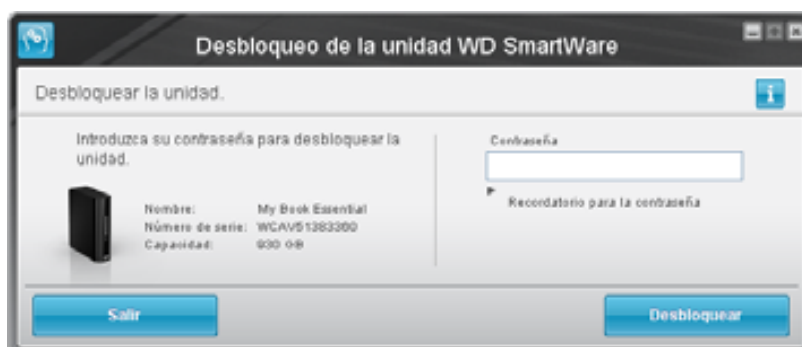 Desbloqueo de la unidad WD SmartWare
Desbloquear la unidad.
Introduzca su contraseña para desbloquear la
unidad.
Nombre: My Book Essential
Número de serie: WCAV51383360
Capacidad: 930 GB
Contraseña
Recordatorio para la contraseña
Salir
Desbloquear